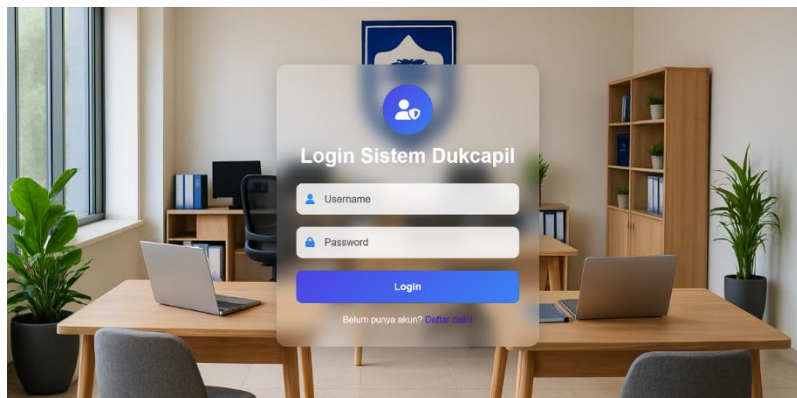 Login Sistem Dukcapil
Username
Password
Login
Belum punya akun? Daftar disini